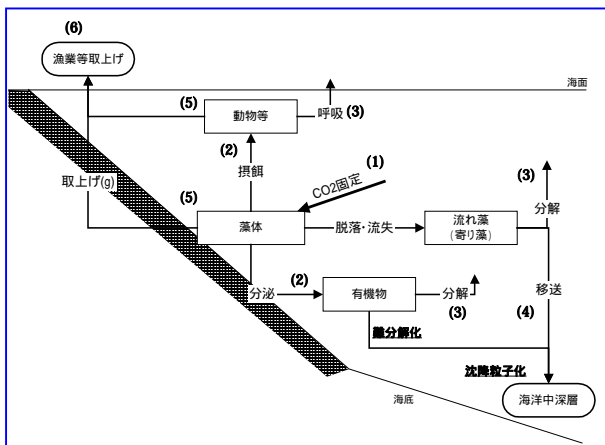 (6)
漁業等取上げ
海面
(5)
動物等
呼吸
(3)
(2)
摂餌
(1)
CO2固定
(3)
分解
取上げ(g)
(5)
藻体
脱落・流失
流れ藻
(寄り藻)
分泌
(2)
有機物
分解
(3)
移送
(4)
難分解化
沈降粒子化
海底
海洋中深層